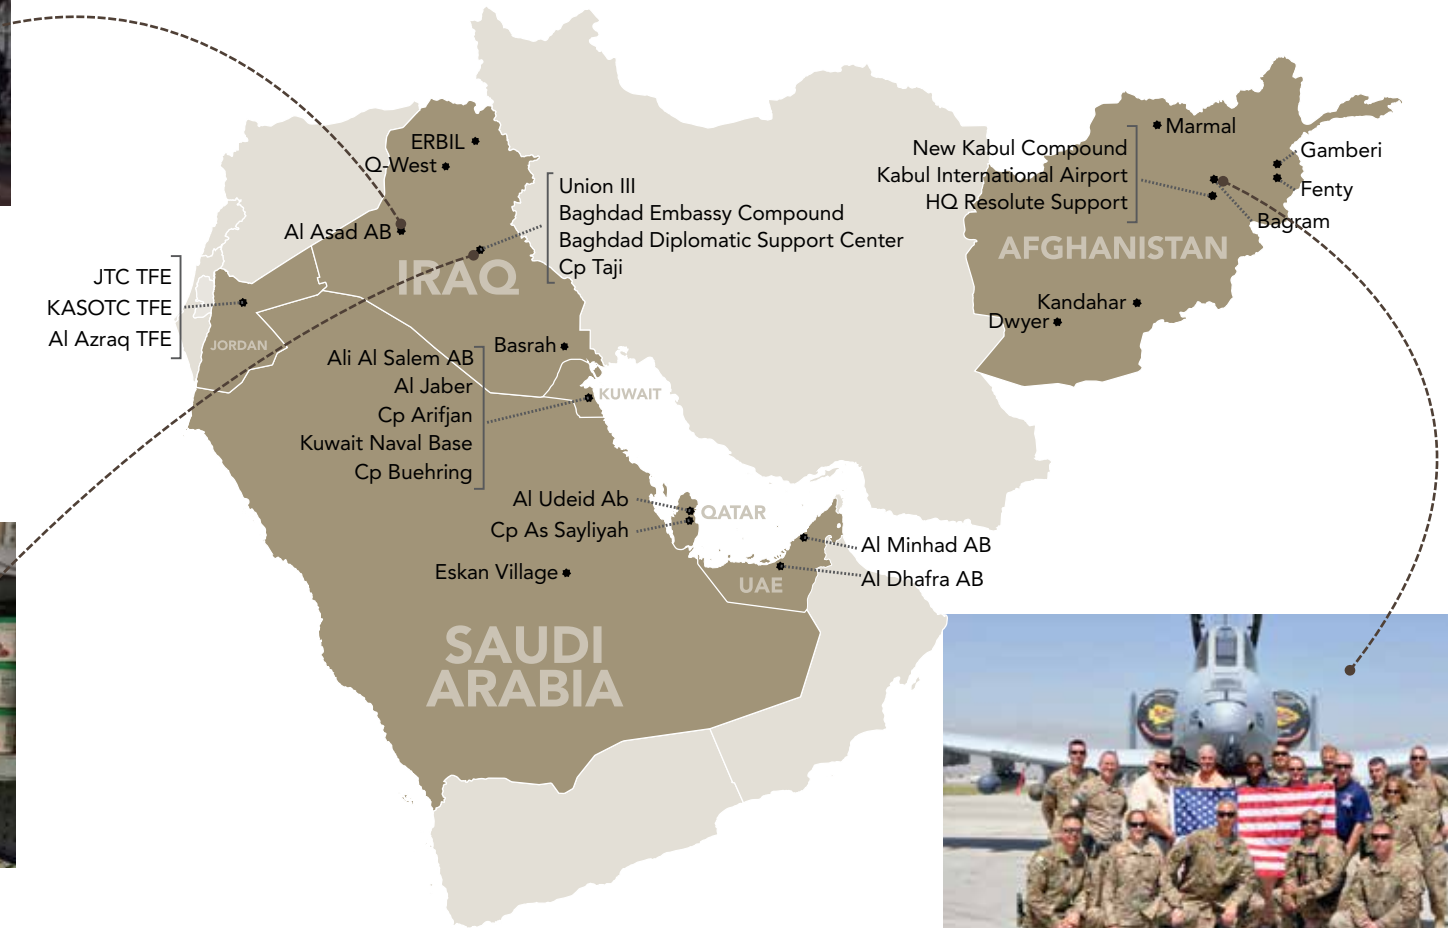 ERBIL
Q-West
Al Asad AB
IRAQ
Union III
Baghdad Embassy Compound
Baghdad Diplomatic Support Center
Cp Taji
JTC TFE
KASOTC TFE
Al Azraq TFE
JORDAN
Basrah
Ali Al Salem AB
Al Jaber
Cp Arifjan
Kuwait Naval Base
Cp Buehring
KUWAIT
Al Udeid Ab
Cp As Sayliyah
QATAR
Eskan Village
Al Minhad AB
Al Dhafra AB
UAE
SAUDI
ARABIA
Marmal
New Kabul Compound
Kabul International Airport
HQ Resolute Support
Gamberi
Fenty
Bagram
AFGHANISTAN
Kandahar
Dwyer